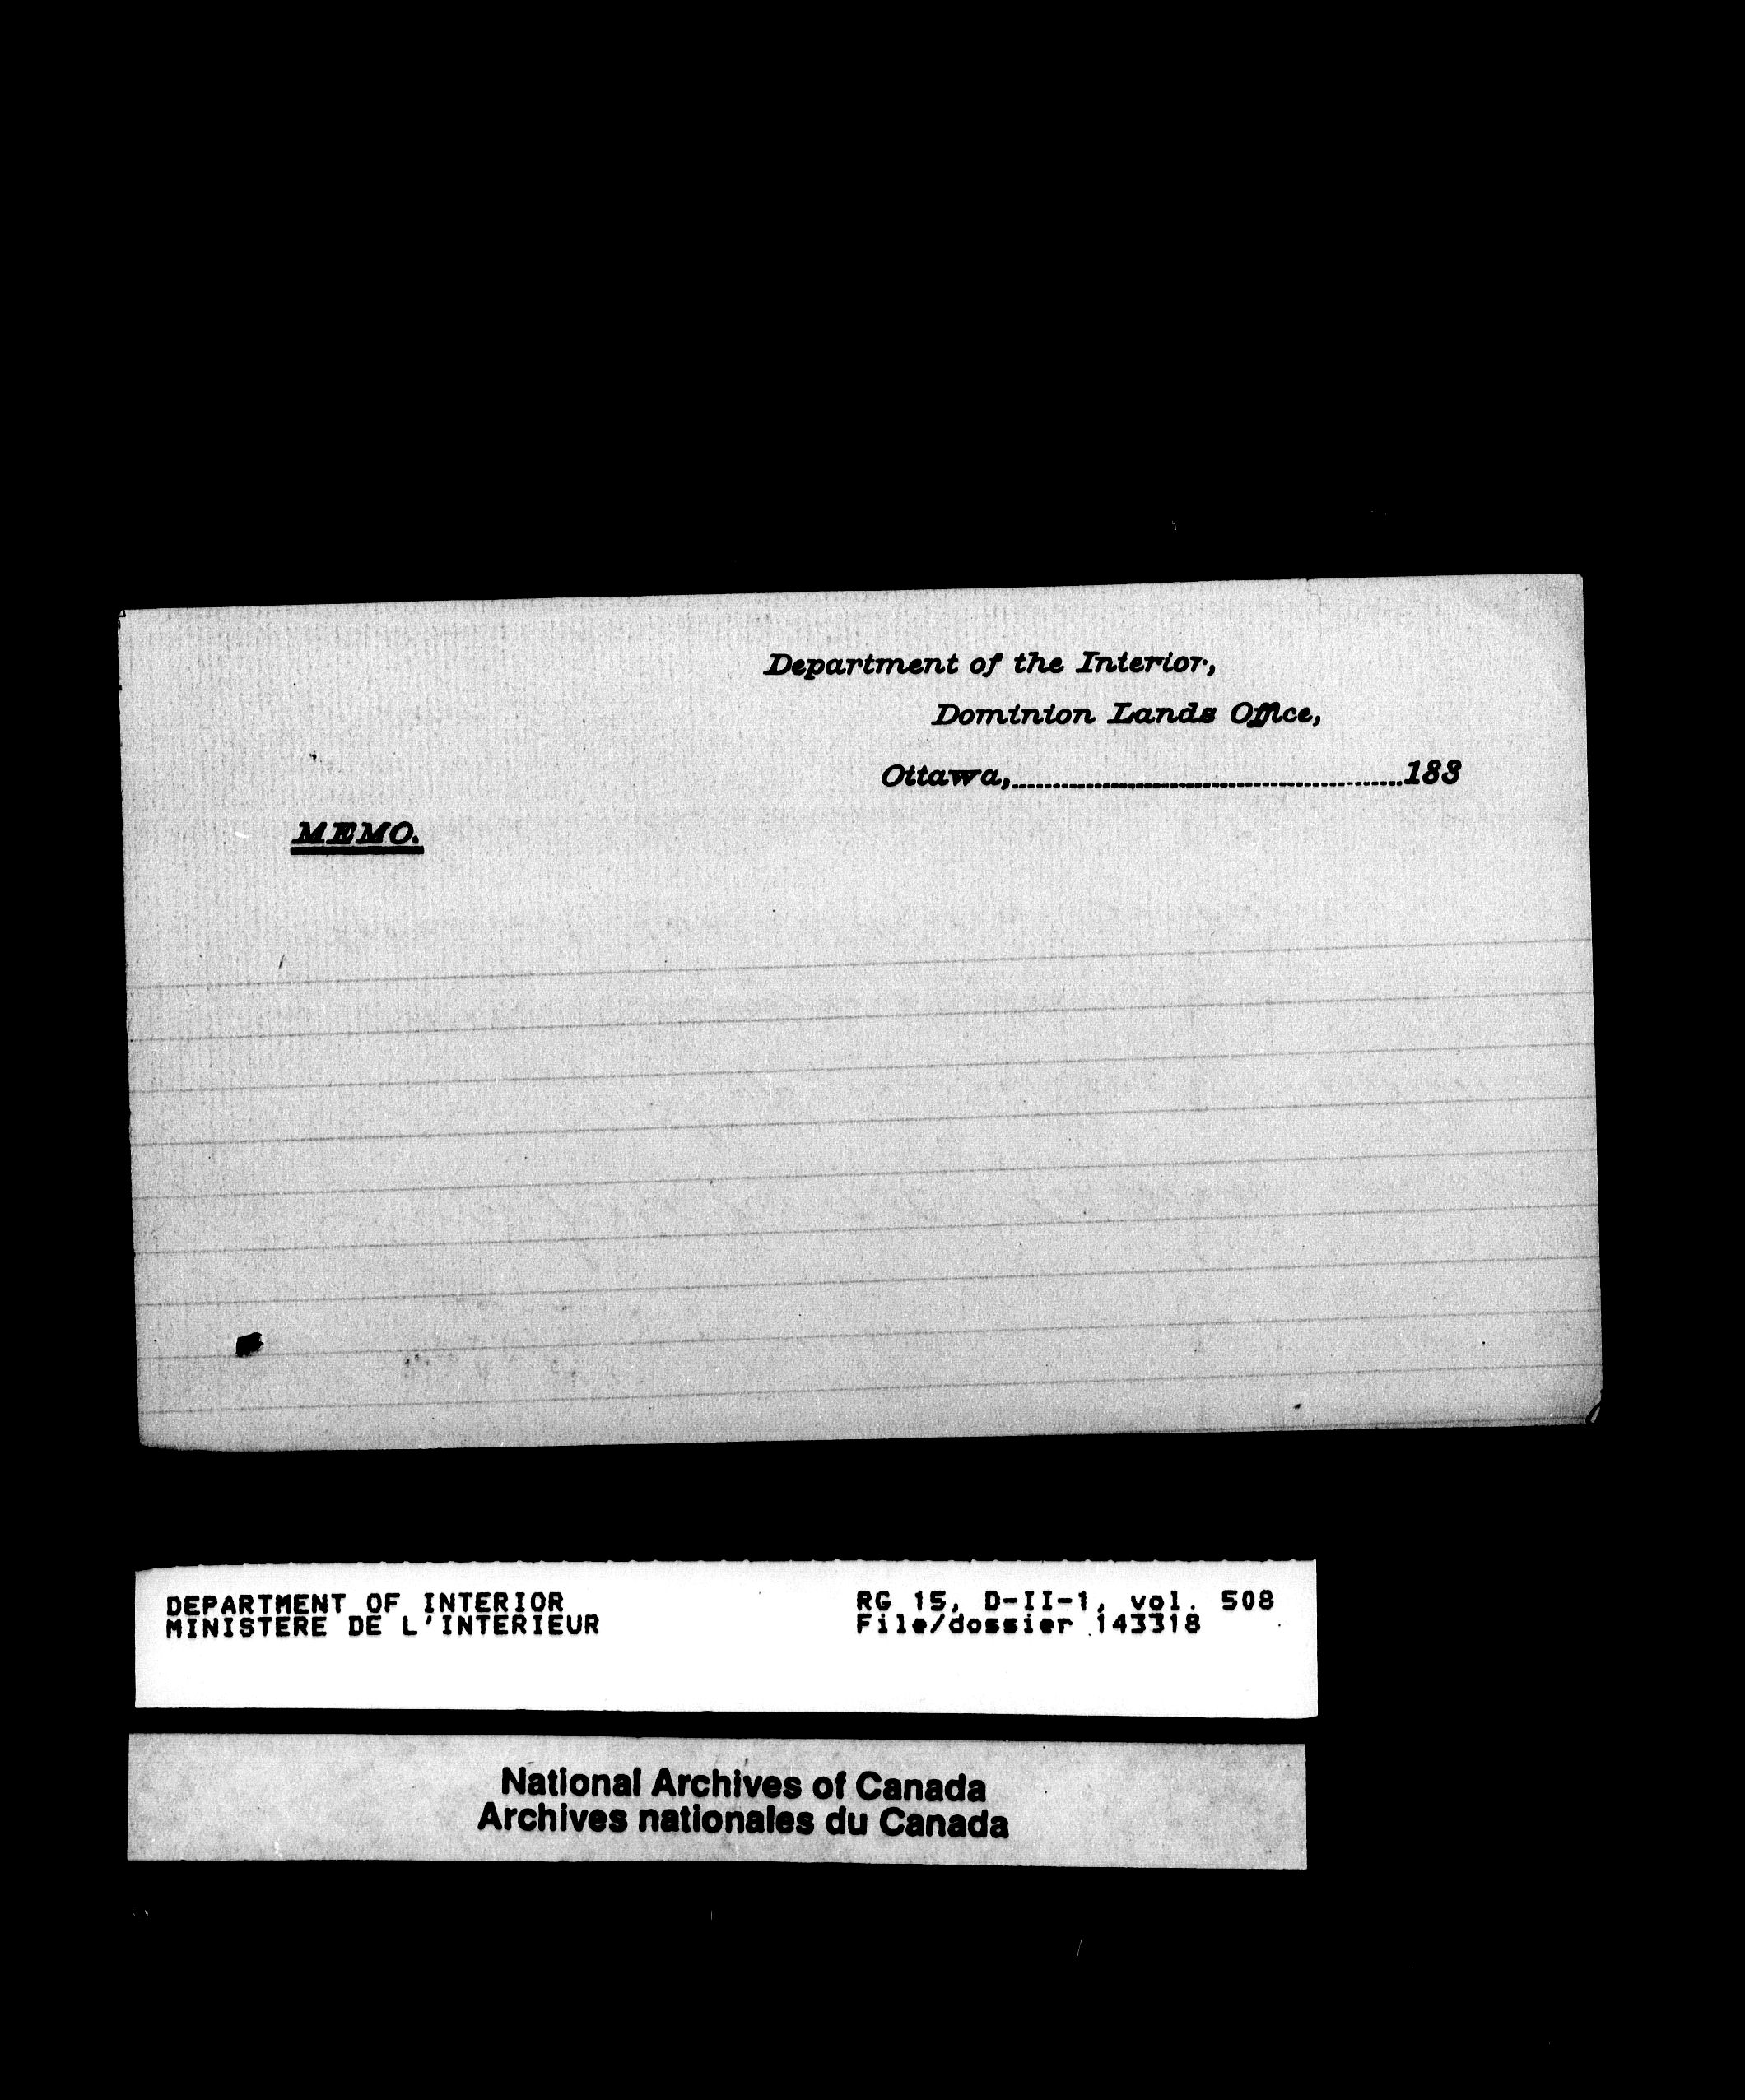 Department of the Interior,
Dominion Lands Office,
Ottawa,..............................188
MEMO.
DEPARTMENT OF INTERIOR
MINISTERE DE L'INTERIEUR
RG 15, D-II-1, vol. 508
File/dossier 143318
National Archives of Canada
Archives nationales du Canada